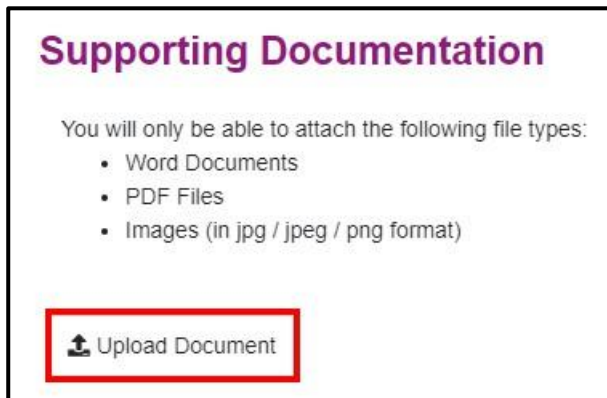 Supporting Documentation
You will only be able to attach the following file types:
• Word Documents
• PDF Files
• Images (in jpg / jpeg / png format)
Upload Document